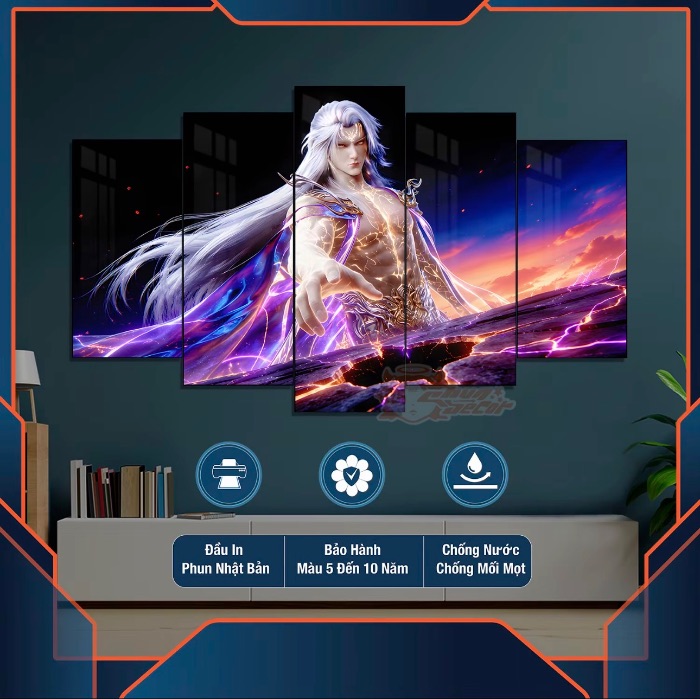 Đầu In
Phun Nhật Bản
Bảo Hành
Màu 5 Đến 10 Năm
Chống Nước
Chống Mối Mọt